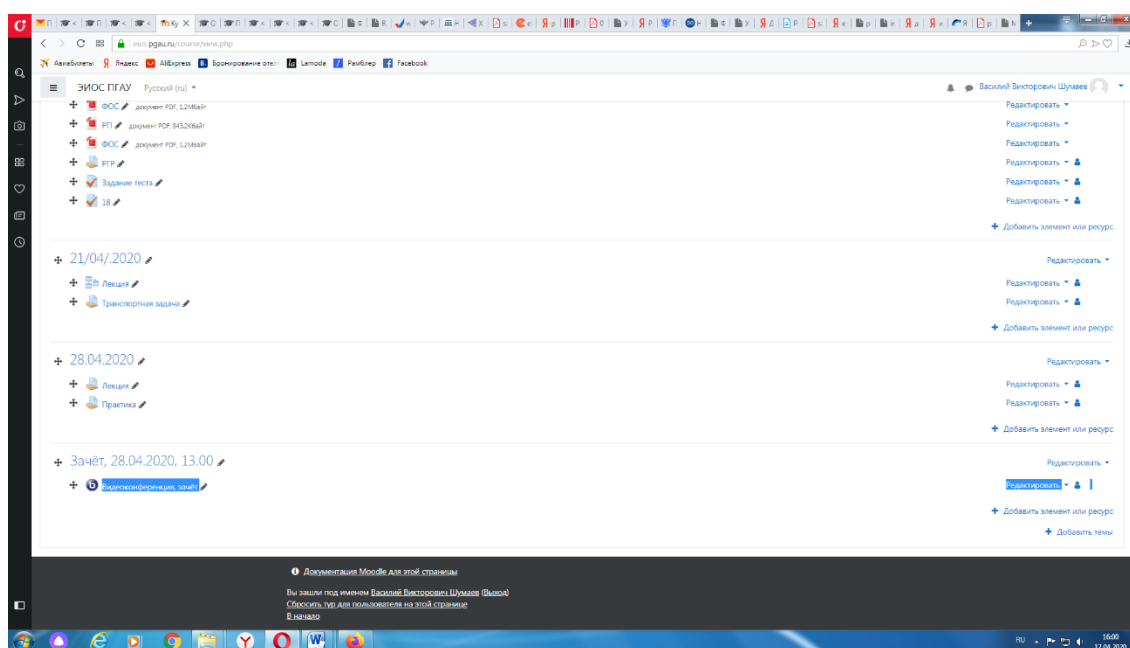 eios.pgau.ru/course/view.php
Авиабилеты Яндекс AliExpress Бронирование отел Lamoda Рамблер Facebook
ЭИОС ПГАУ Русский (ru) Василий Викторович Шумаев
ФОС документ PDF, 1.2Мбайт Редактировать
РП документ PDF, 843.2Кбайт Редактировать
ФОС документ PDF, 1.2Мбайт Редактировать
РГР Редактировать
Задание теста Редактировать
18 Редактировать
Добавить элемент или ресурс
21/04/.2020 Редактировать
Лекция Редактировать
Транспортная задача Редактировать
Добавить элемент или ресурс
28.04.2020 Редактировать
Лекция Редактировать
Практика Редактировать
Добавить элемент или ресурс
Зачёт, 28.04.2020, 13.00 Редактировать
Видеоконференция, зачёт Редактировать
Добавить элемент или ресурс
Добавить темы
Документация Moodle для этой страницы
Вы зашли под именем Василий Викторович Шумаев (Выход)
Сбросить тур для пользователя на этой странице
В начало
RU 16:00
17.04.2020